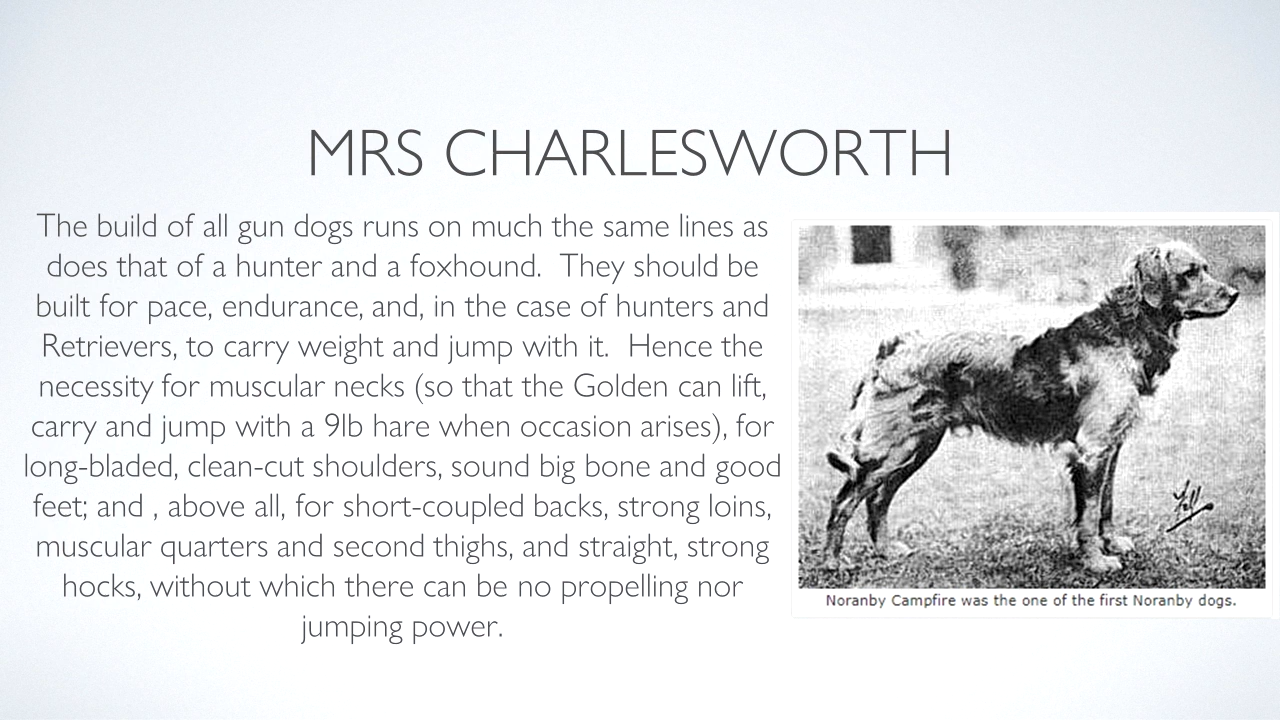 MRS CHARLESWORTH
The build of all gun dogs runs on much the same lines as
does that of a hunter and a foxhound.  They should be
built for pace, endurance, and, in the case of hunters and
Retrievers, to carry weight and jump with it.  Hence the
necessity for muscular necks (so that the Golden can lift,
carry and jump with a 9lb hare when occasion arises), for
long-bladed, clean-cut shoulders, sound big bone and good
feet; and , above all, for short-coupled backs, strong loins,
muscular quarters and second thighs, and straight, strong
hocks, without which there can be no propelling nor
jumping power.
Noranby Campfire was the one of the first Noranby dogs.